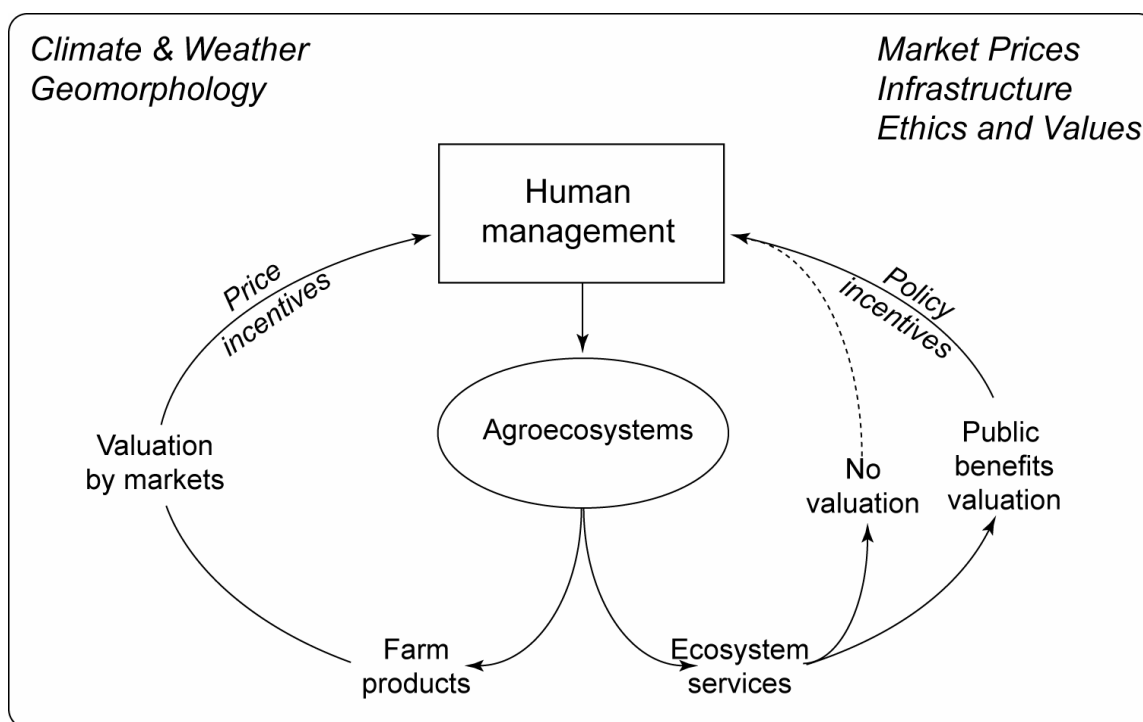 Climate & Weather
Geomorphology
Market Prices
Infrastructure
Ethics and Values
Human
management
Price
incentives
Policy
incentives
Agroecosystems
Valuation
by markets
No
valuation
Public
benefits
valuation
Farm
products
Ecosystem
services